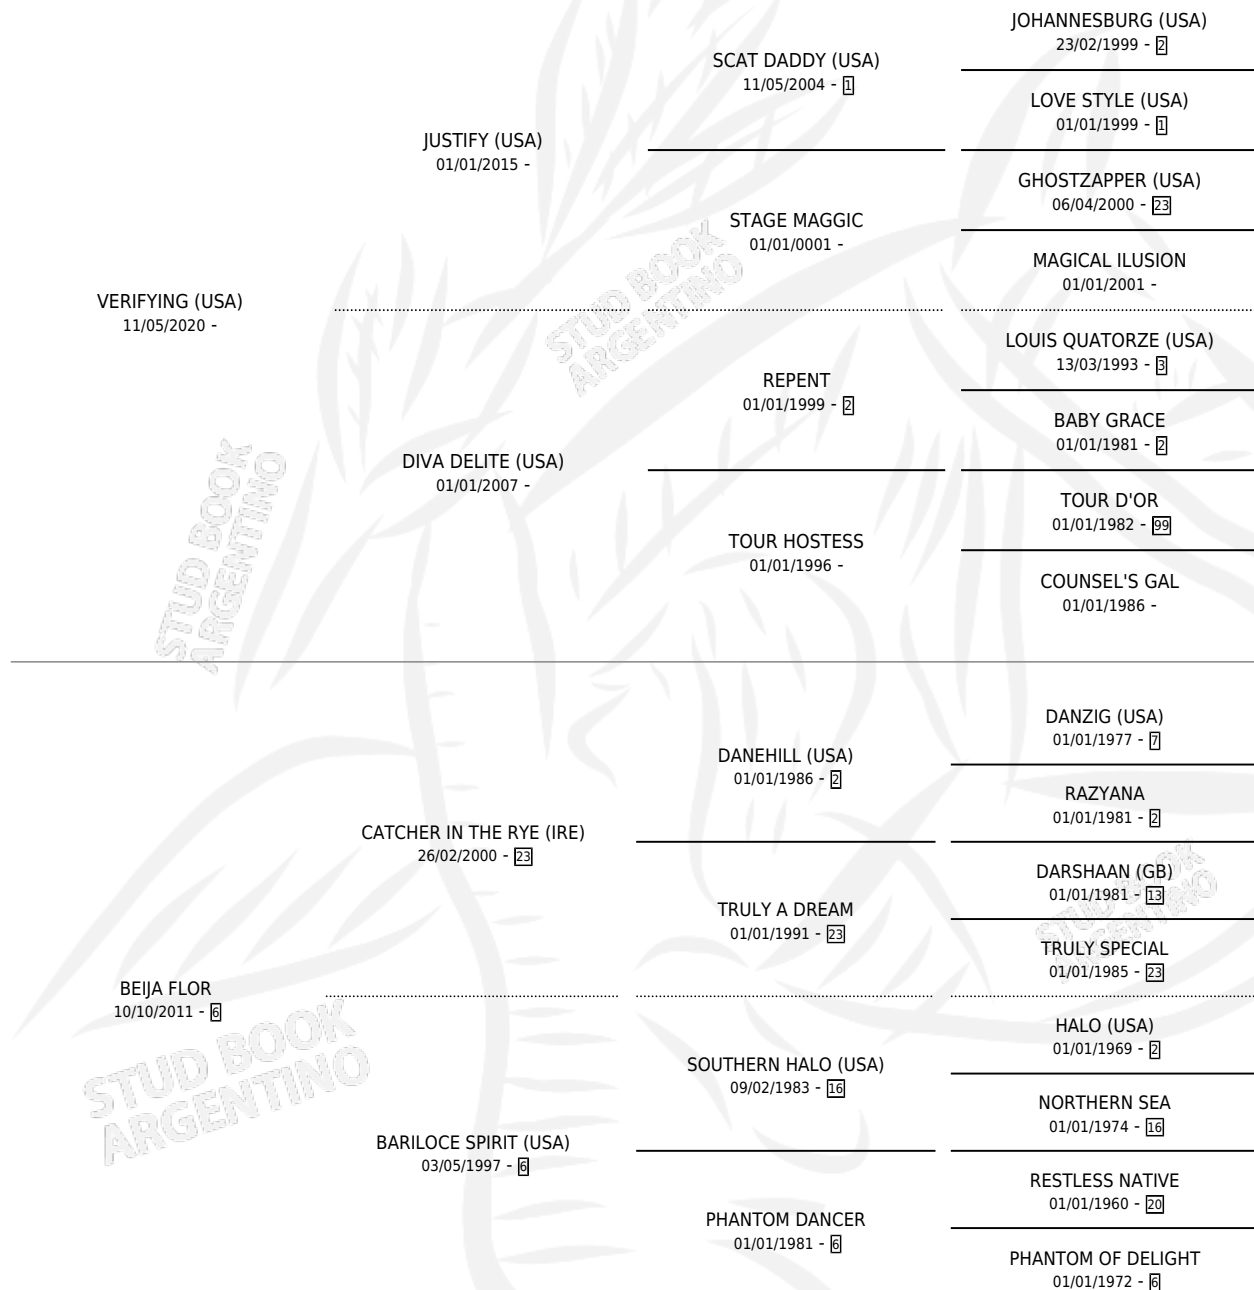 JOHANNESBURG (USA)
23/02/1999 - 2
SCAT DADDY (USA)
11/05/2004 - 1
LOVE STYLE (USA)
01/01/1999 - 1
JUSTIFY (USA)
01/01/2015 -
GHOSTZAPPER (USA)
06/04/2000 - 23
STAGE MAGGIC
01/01/0001 -
MAGICAL ILUSION
01/01/2001 -
VERIFYING (USA)
11/05/2020 -
LOUIS QUATORZE (USA)
13/03/1993 - 3
REPENT
01/01/1999 - 2
BABY GRACE
01/01/1981 - 2
DIVA DELITE (USA)
01/01/2007 -
TOUR D'OR
01/01/1982 - 99
TOUR HOSTESS
01/01/1996 -
COUNSEL'S GAL
01/01/1986 -
DANZIG (USA)
01/01/1977 - 7
DANEHILL (USA)
01/01/1986 - 2
RAZYANA
01/01/1981 - 2
CATCHER IN THE RYE (IRE)
26/02/2000 - 23
DARSHAAN (GB)
01/01/1981 - 13
TRULY A DREAM
01/01/1991 - 23
TRULY SPECIAL
01/01/1985 - 23
BEIJA FLOR
10/10/2011 - 6
HALO (USA)
01/01/1969 - 2
SOUTHERN HALO (USA)
09/02/1983 - 16
NORTHERN SEA
01/01/1974 - 16
BARILOCE SPIRIT (USA)
03/05/1997 - 6
RESTLESS NATIVE
01/01/1960 - 20
PHANTOM DANCER
01/01/1981 - 6
PHANTOM OF DELIGHT
01/01/1972 - 6
STUD BOOK
ARGENTINO
STUD BOOK
ARGENTINO
STUD BOOK
ARGENTINO
STUD BOOK
ARGENTINO